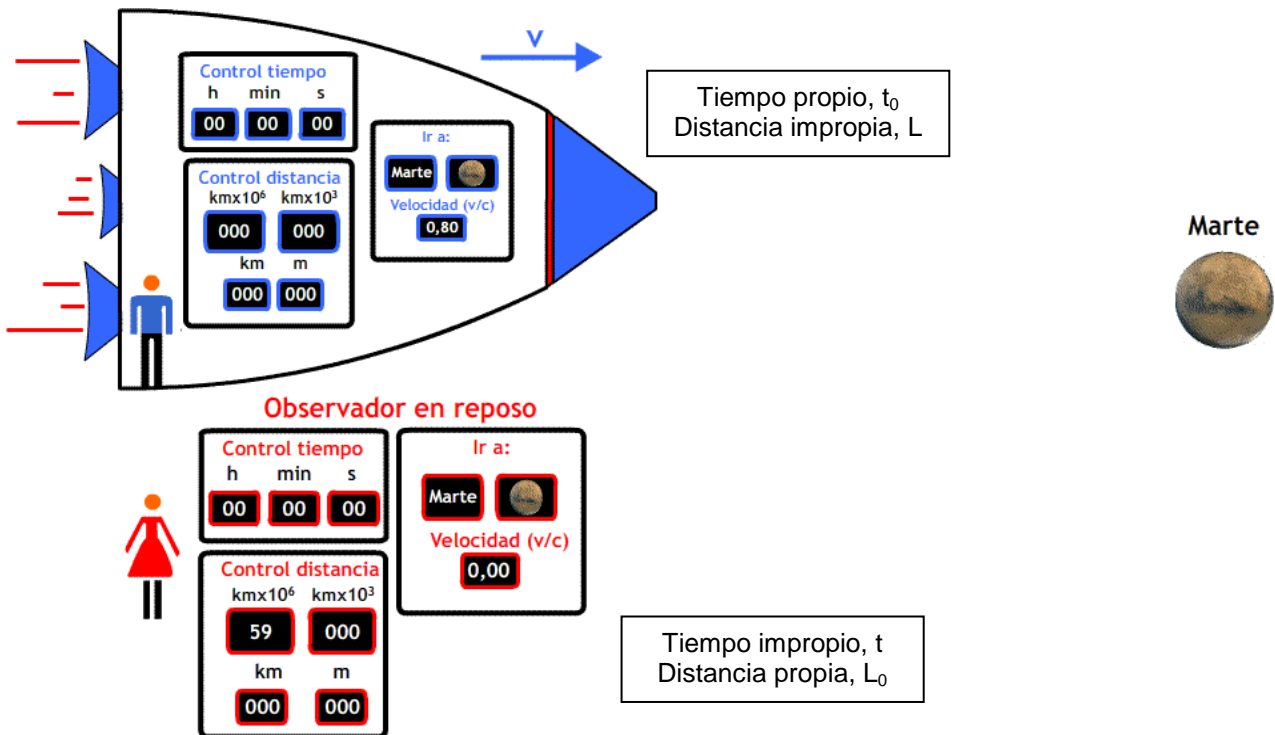 V
Control tiempo
h min s
00 00 00
Control distancia
kmx10⁶ kmx10³
000 000
km m
000 000
Ir a:
Marte
Velocidad (v/c)
0,80
Tiempo propio, t₀
Distancia impropia, L
Marte
Observador en reposo
Control tiempo
h min s
00 00 00
Control distancia
kmx10⁶ kmx10³
59 000
km m
000 000
Ir a:
Marte
Velocidad (v/c)
0,00
Tiempo impropio, t
Distancia propia, L₀